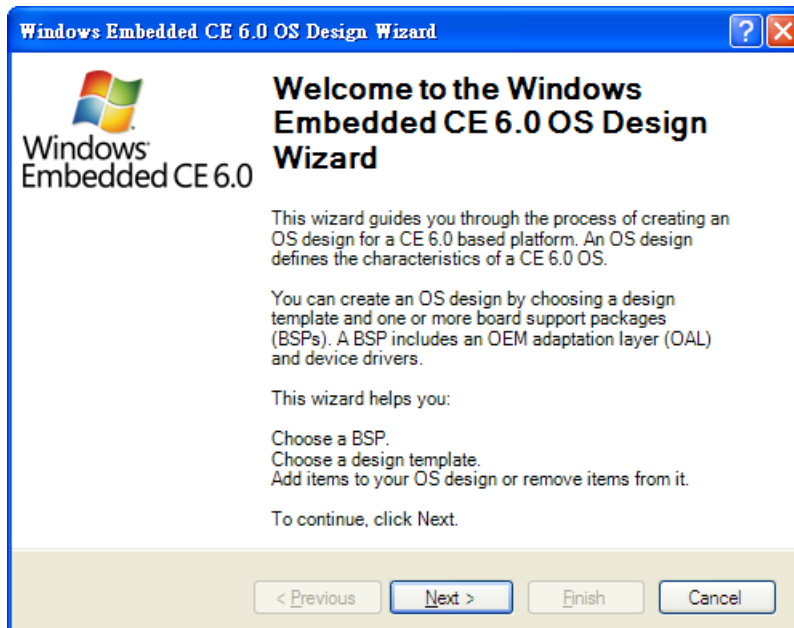 Windows Embedded CE 6.0 OS Design Wizard
Windows
Embedded CE 6.0
Welcome to the Windows
Embedded CE 6.0 OS Design
Wizard
This wizard guides you through the process of creating an
OS design for a CE 6.0 based platform. An OS design
defines the characteristics of a CE 6.0 OS.
You can create an OS design by choosing a design
template and one or more board support packages
(BSPs). A BSP includes an OEM adaptation layer (OAL)
and device drivers.
This wizard helps you:
Choose a BSP.
Choose a design template.
Add items to your OS design or remove items from it.
To continue, click Next.
< Previous Next > Finish Cancel